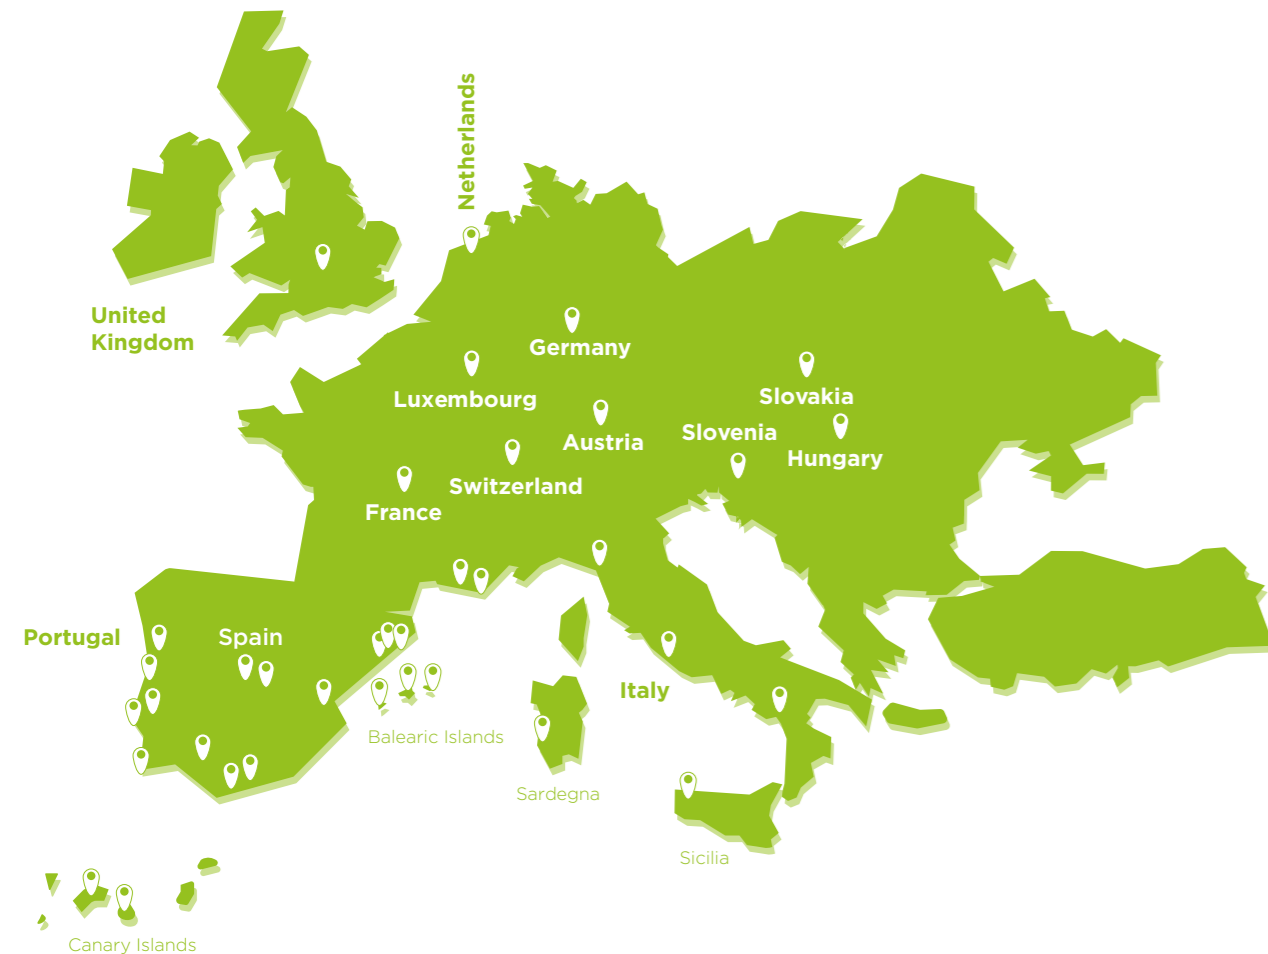 Netherlands
United
Kingdom
Germany
Luxembourg
Slovakia
Austria
Slovenia
Hungary
Switzerland
France
Portugal
Spain
Italy
Balearic Islands
Sardegna
Sicilia
Canary Islands